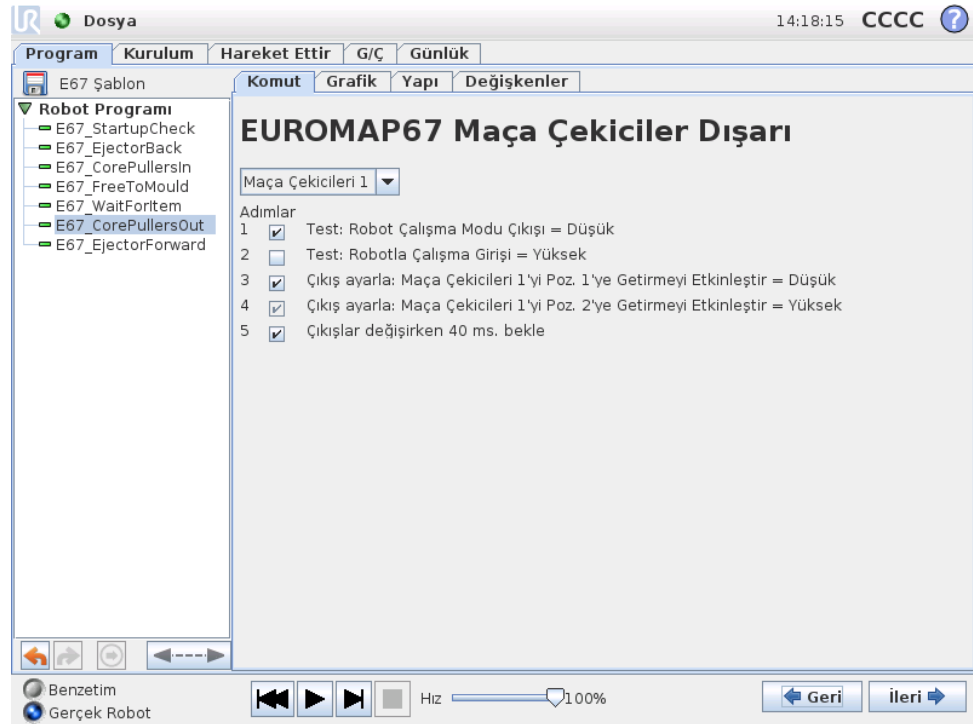 UR Dosya 14:18:15 CCCC ?
Program Kurulum Hareket Ettir G/Ç Günlük
E67 Şablon
Komut Grafik Yapı Değişkenler
Robot Programı
E67_StartupCheck
E67_EjectorBack
E67_CorePullersIn
E67_FreeToMould
E67_WaitForItem
E67_CorePullersOut
E67_EjectorForward
EUROMAP67 Maça Çekiciler Dışarı
Maça Çekicileri 1
Adımlar
1 Test: Robot Çalışma Modu Çıkışı = Düşük
2 Test: Robotla Çalışma Girişi = Yüksek
3 Çıkış ayarla: Maça Çekicileri 1'yi Poz. 1'ye Getirmeyi Etkinleştir = Düşük
4 Çıkış ayarla: Maça Çekicileri 1'yi Poz. 2'ye Getirmeyi Etkinleştir = Yüksek
5 Çıkışlar değişirken 40 ms. bekle
Benzetim
Gerçek Robot
Hız 100%
Geri İleri